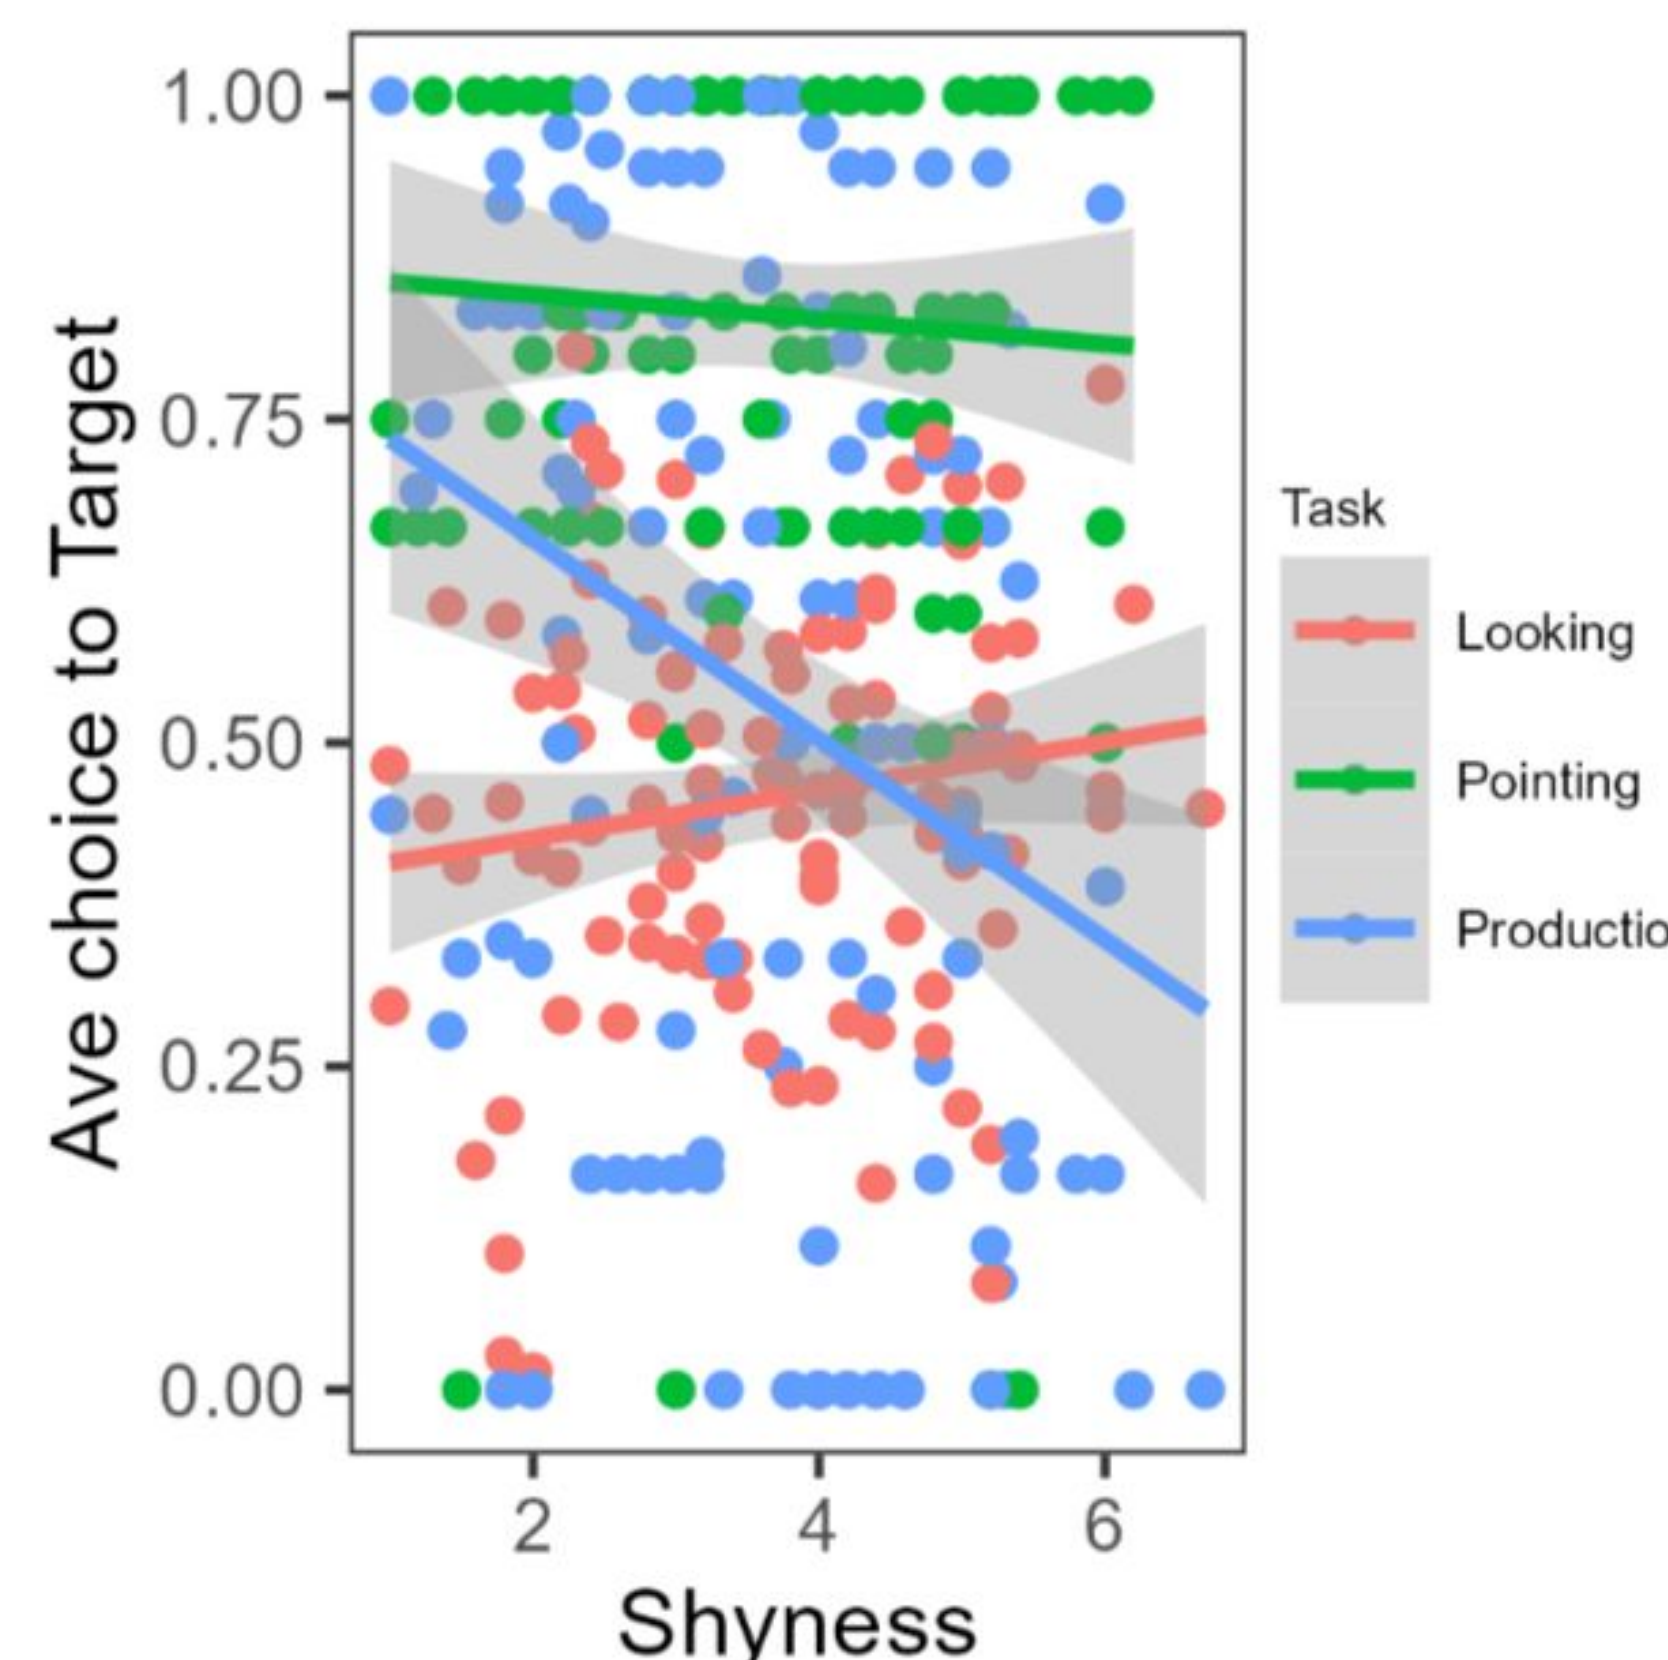 Ave choice to Target
1.00
0.75
0.50
0.25
0.00
2 4 6
Shyness
Task
Looking
Pointing
Productio